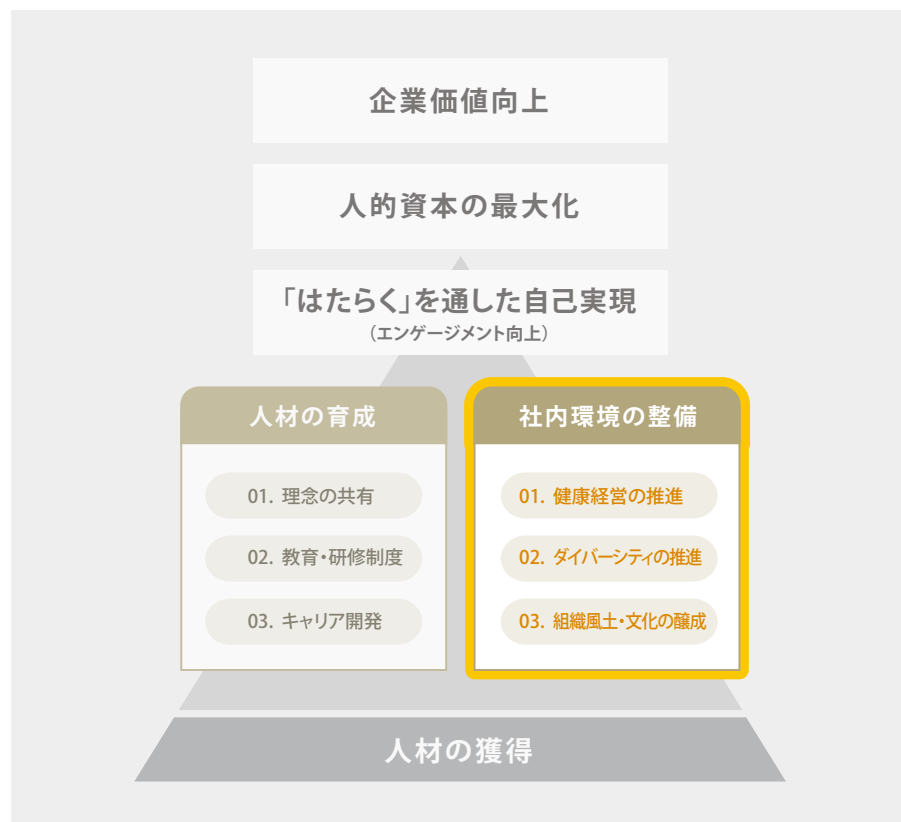 企業価値向上
人的資本の最大化
「はたらく」を通した自己実現
(エンゲージメント向上)
人材の育成
01. 理念の共有
02. 教育・研修制度
03. キャリア開発
社内環境の整備
01. 健康経営の推進
02. ダイバーシティの推進
03. 組織風土・文化の醸成
人材の獲得